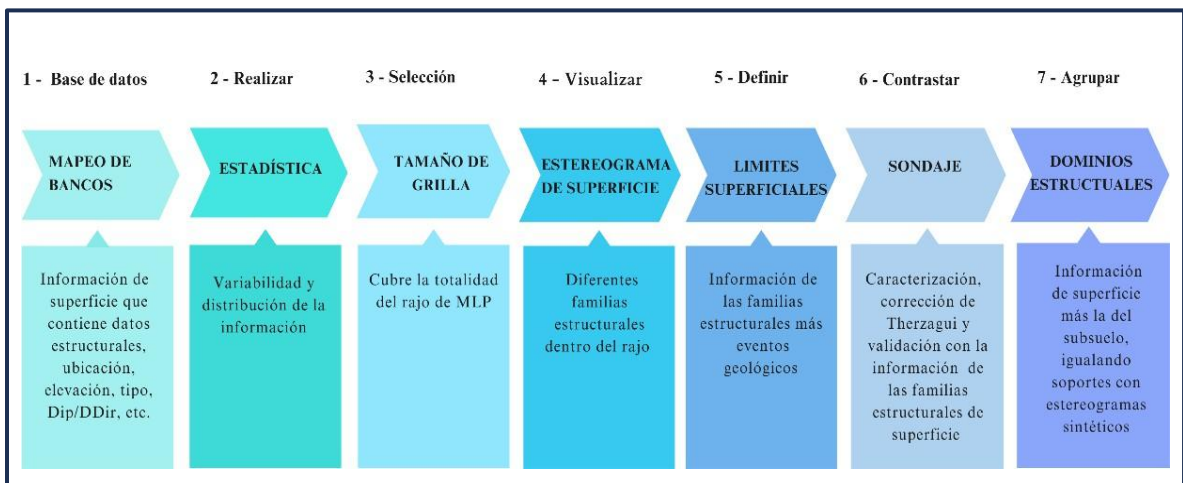 1 - Base de datos
2 - Realizar
3 - Selección
4 - Visualizar
5 - Definir
6 - Contrastar
7 - Agrupar
MAPEO DE
BANCOS
ESTADÍSTICA
TAMAÑO DE
GRILLA
ESTEREOGRAMA
DE SUPERFICIE
LIMITES
SUPERFICIALES
SONDAJE
DOMINIOS
ESTRUCTUALES
Información de
superficie que
contiene datos
estructurales,
ubicación,
elevación, tipo,
Dip/DDir, etc.
Variabilidad y
distribución de la
información
Cubre la totalidad
del rajo de MLP
Diferentes
familias
estructurales
dentro del rajo
Información de
las familias
estructurales más
eventos
geológicos
Caracterización,
corrección de
Therzagui y
validación con la
información de
las familias
estructurales de
superficie
Información
de superficie
más la del
subsuelo,
igualando
soportes con
estereogramas
sintéticos